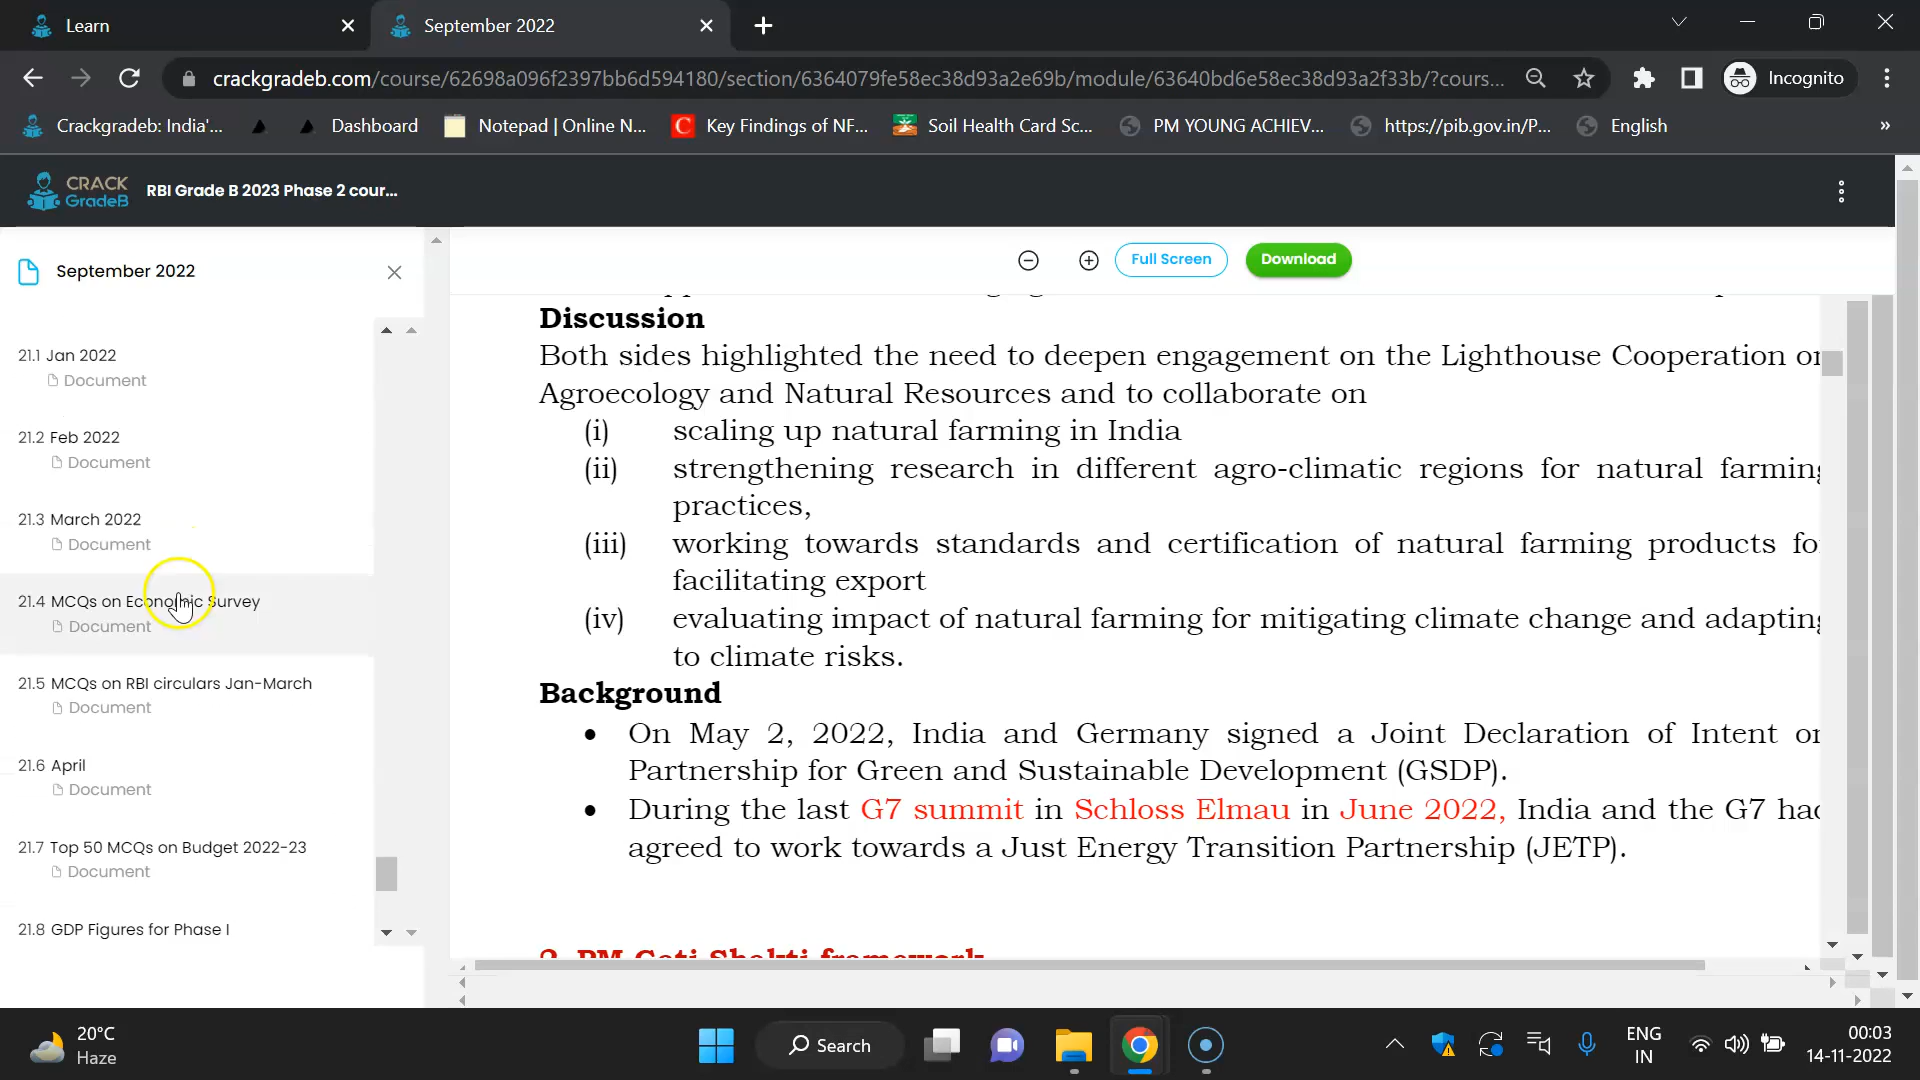 Learn
September 2022
crackgradeb.com/course/62698a096f2397bb6d594180/section/6364079fe58ec38d93a2e69b/module/63640bd6e58ec38d93a2f33b/?cours...
Incognito
Crackgradeb: India'...
Dashboard
Notepad | Online N...
Key Findings of NF...
Soil Health Card Sc...
PM YOUNG ACHIEV...
https://pib.gov.in/P...
English
»
CRACK
GradeB
RBI Grade B 2023 Phase 2 cour...
September 2022
Full Screen
Download
21.1 Jan 2022
Document
21.2 Feb 2022
Document
21.3 March 2022
Document
21.4 MCQs on Economic Survey
Document
21.5 MCQs on RBI circulars Jan-March
Document
21.6 April
Document
21.7 Top 50 MCQs on Budget 2022-23
Document
21.8 GDP Figures for Phase I
Discussion
Both sides highlighted the need to deepen engagement on the Lighthouse Cooperation on
Agroecology and Natural Resources and to collaborate on
(i) scaling up natural farming in India
(ii) strengthening research in different agro-climatic regions for natural farming
practices,
(iii) working towards standards and certification of natural farming products fo
facilitating export
(iv) evaluating impact of natural farming for mitigating climate change and adapting
to climate risks.
Background
• On May 2, 2022, India and Germany signed a Joint Declaration of Intent on
Partnership for Green and Sustainable Development (GSDP).
• During the last G7 summit in Schloss Elmau in June 2022, India and the G7 had
agreed to work towards a Just Energy Transition Partnership (JETP).
2. PM Gati Shakti framework
20°C
Haze
Search
ENG
IN
00:03
14-11-2022